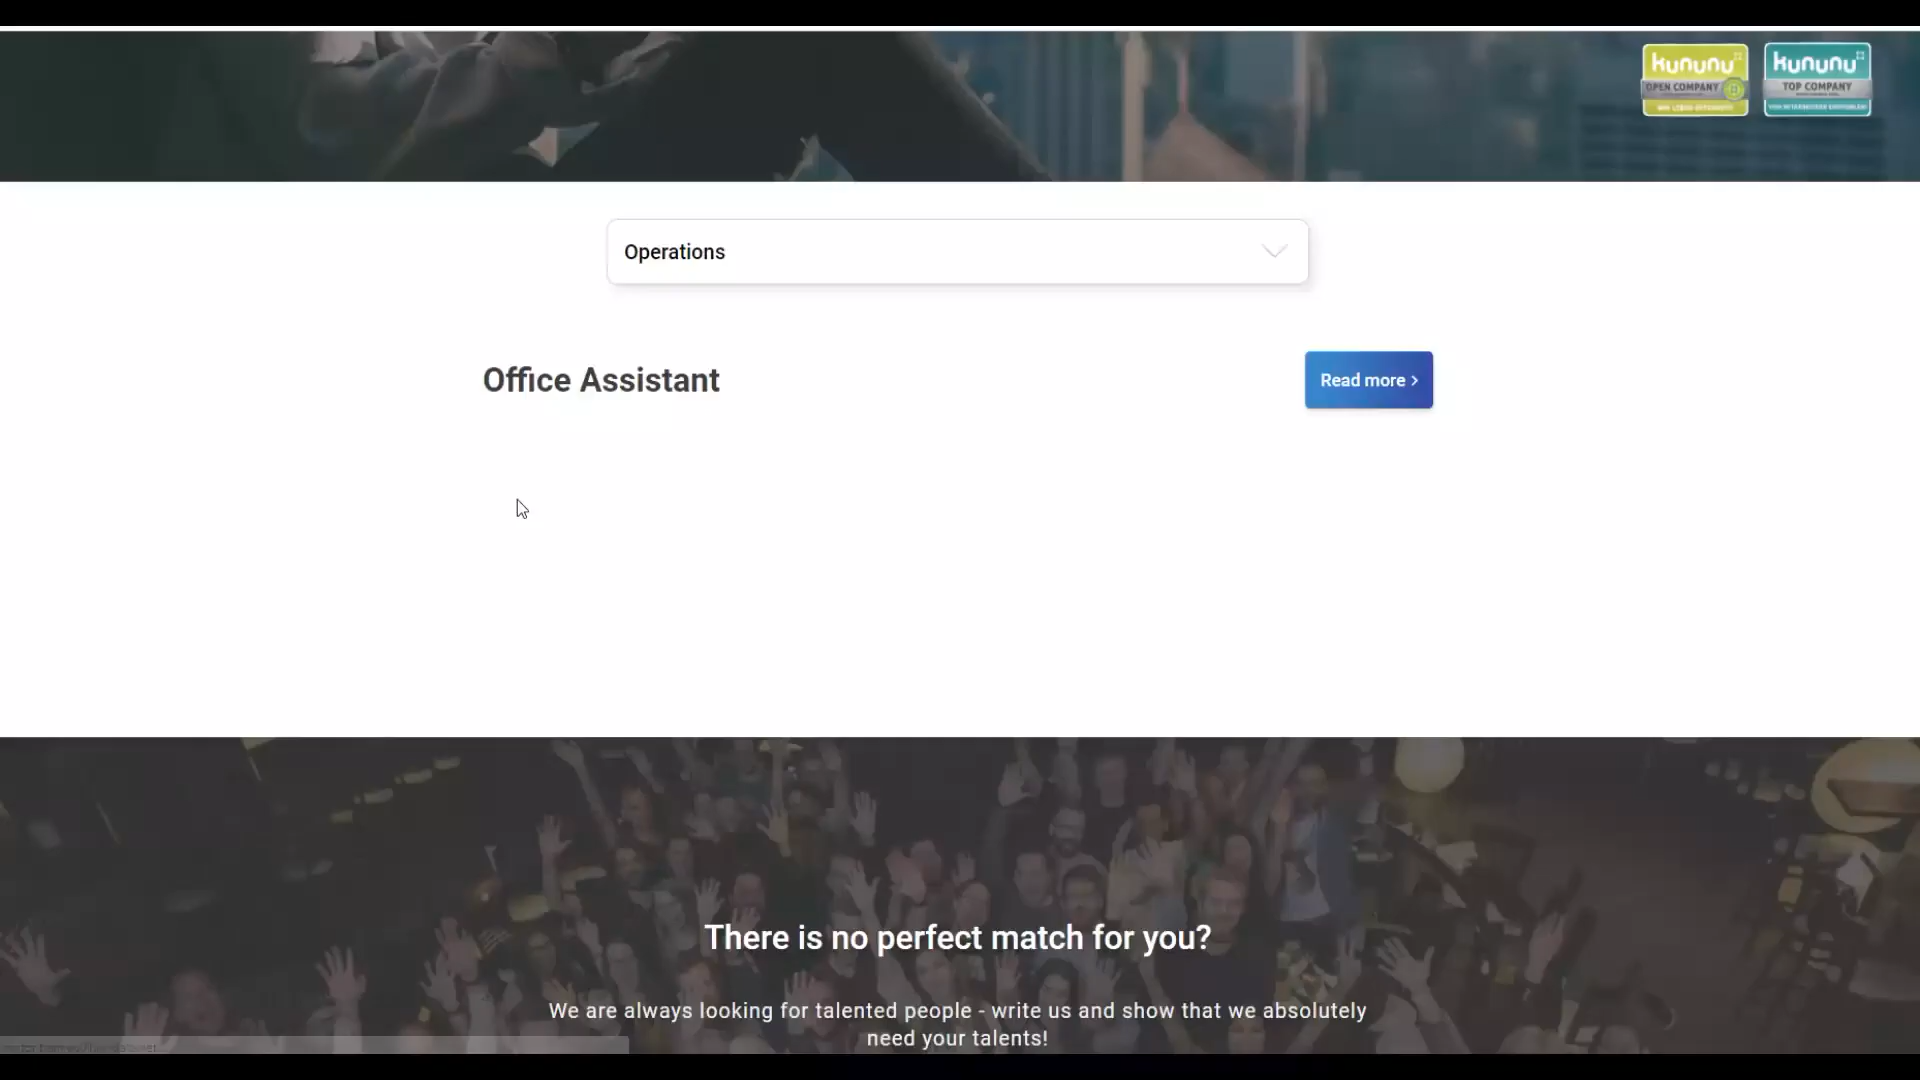 kununu kununu
OPEN COMPANY TOP COMPANY
Operations
Office Assistant
Read more
There is no perfect match for you?
We are always looking for talented people - write us and show that we absolutely
need your talents!